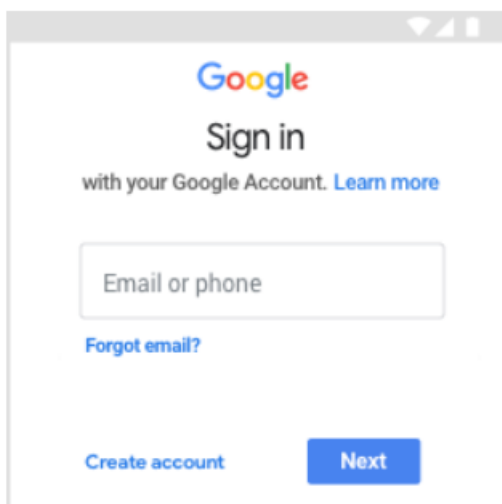 Google
Sign in
with your Google Account. Learn more
Email or phone
Forgot email?
Create account
Next